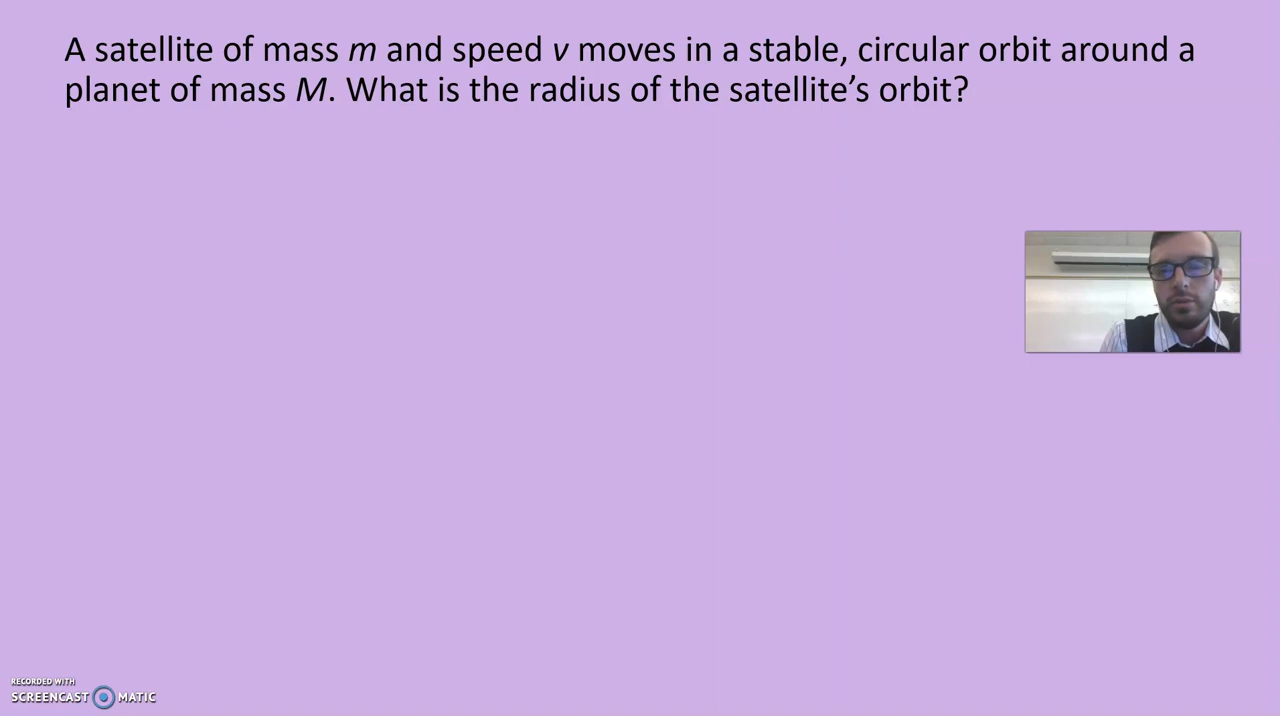 A satellite of mass m and speed v moves in a stable, circular orbit around a
planet of mass M. What is the radius of the satellite’s orbit?
RECORDED WITH
SCREENCAST MATIC